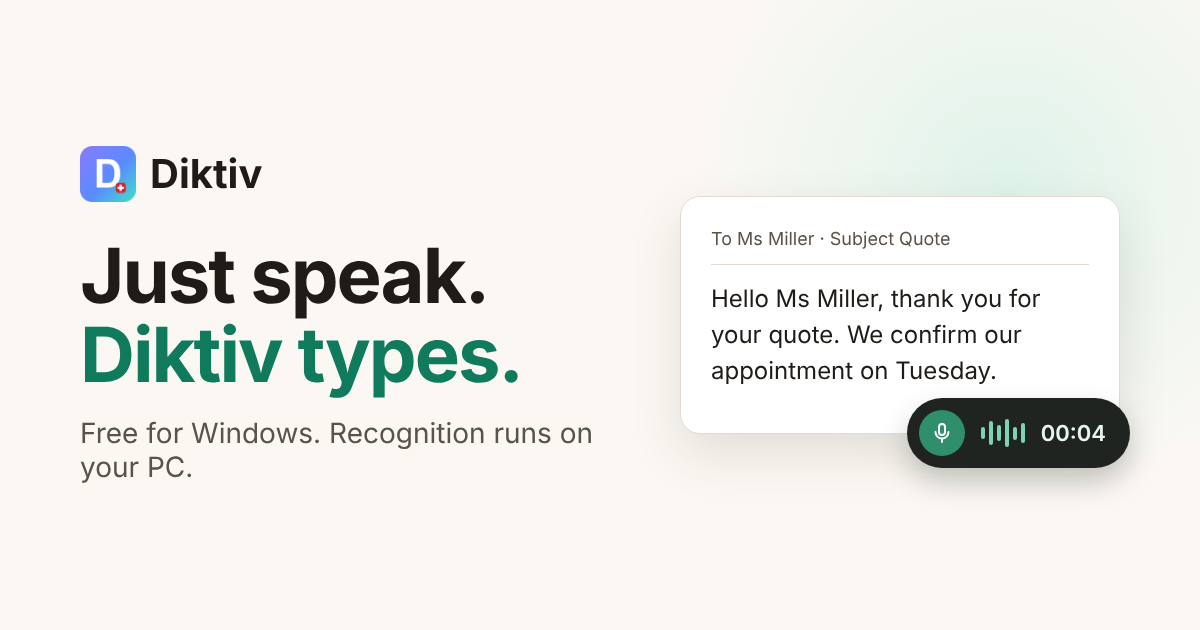 D
Diktiv
Just speak.
Diktiv types.
Free for Windows. Recognition runs on
your PC.
To Ms Miller · Subject Quote
Hello Ms Miller, thank you for
your quote. We confirm our
appointment on Tuesday.
00:04